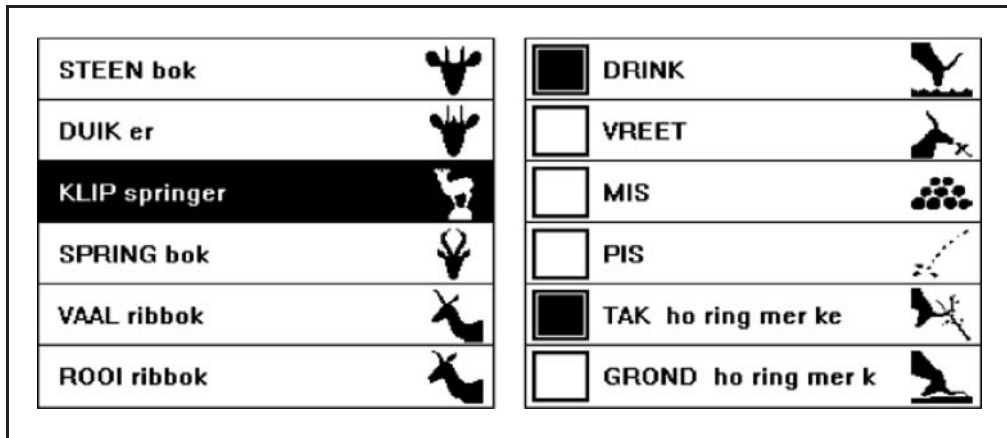 STEEN bok
DUIK er
KLIP springer
SPRING bok
VAAL ribbok
ROOI ribbok
DRINK
VREET
MIS
PIS
TAK ho ring mer ke
GROND ho ring mer k